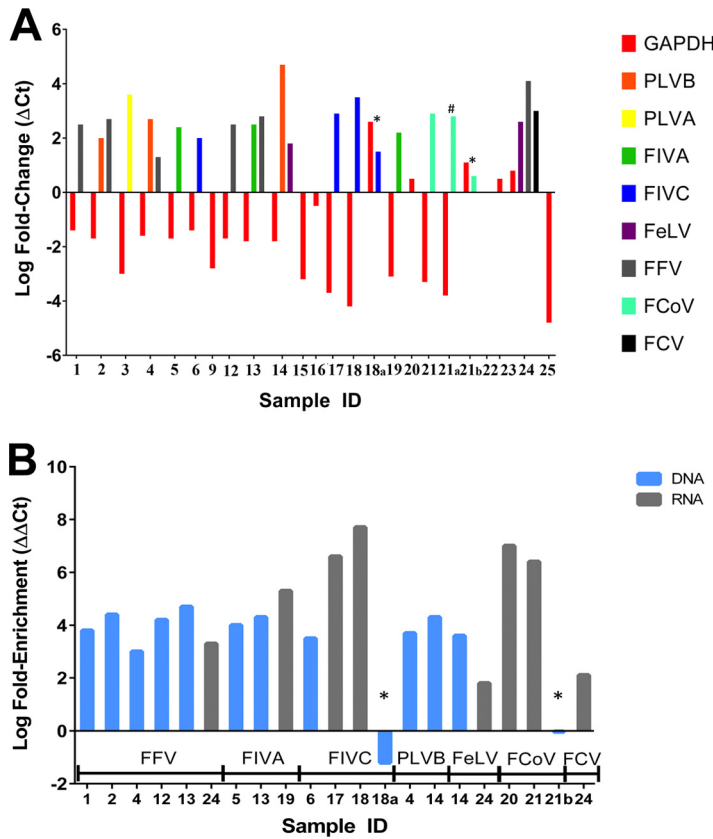 A
Log Fold-Change (ΔCt)
6
4
2
0
-2
-4
-6
*
#
*
1 2 3 4 5 6 9 12 13 14 15 16 17 18 18a 19 20 21 21a 21b 22 23 24 25
Sample ID
GAPDH
PLVB
PLVA
FIVA
FIVC
FeLV
FFV
FCoV
FCV
B
Log Fold-Enrichment (ΔΔCt)
10
8
6
4
2
0
-2
* *
FFV FIVA FIVC PLVB FeLV FCoV FCV
1 2 4 12 13 24 5 13 19 6 17 18 18a 4 14 14 24 20 21 21b 24
Sample ID
DNA
RNA